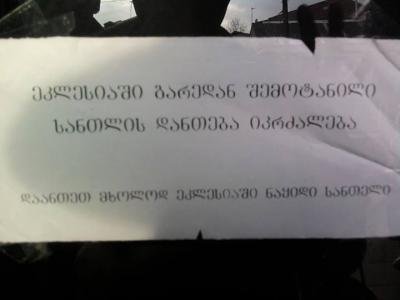 ეკლესიაში გარედან შემოტანილი
სანთლის დანთება იკრძალება
დაანთეთ მხოლოდ ეკლესიაში ნაყიდი სანთელი